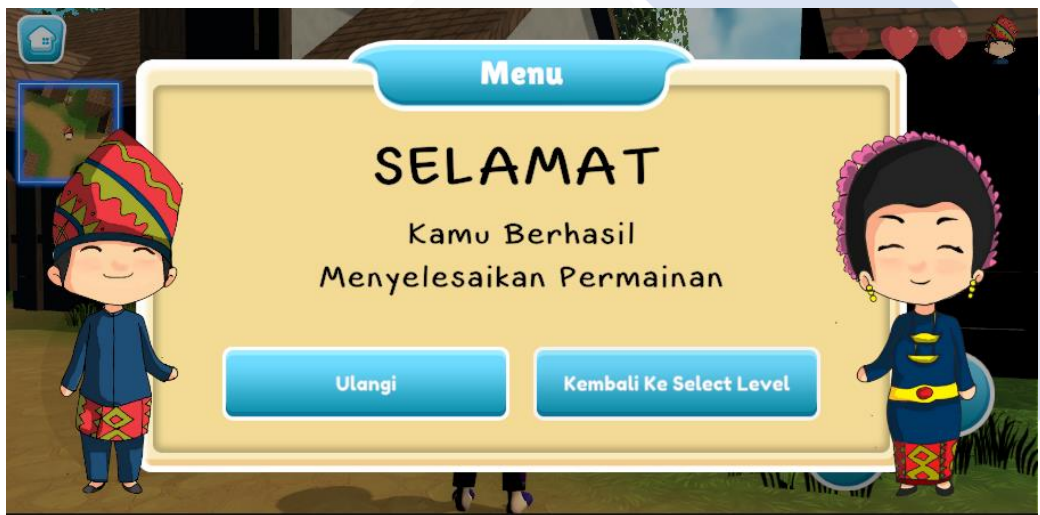 Menu
SELAMAT
Kamu Berhasil
Menyelesaikan Permainan
Ulangi
Kembali Ke Select Level